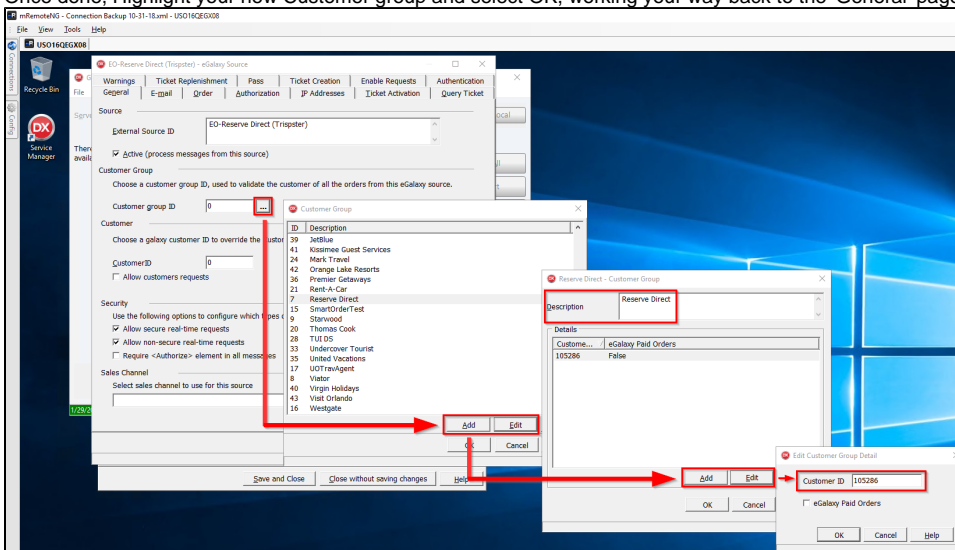 Once done, Highlight your new Customer group and select OK, working your way back to the 'General' page
mRemoteNG - Connection Backup 10-31-18.xml - USO16QEGX08
File View Tools Help
USO16QEGX08
Connections
Config
Recycle Bin
Service Manager
File
1/29/2
EO-Reserve Direct (Trispster) - eGalaxy Source
Warnings Ticket Replenishment Pass Ticket Creation Enable Requests Authentication
General E-mail Order Authorization IP Addresses Ticket Activation Query Ticket
Source
External Source ID EO-Reserve Direct (Trispster)
Active (process messages from this source)
Customer Group
Choose a customer group ID, used to validate the customer of all the orders from this eGalaxy source.
Customer group ID 0 ...
Customer
Choose a galaxy customer ID to override the
CustomerID 0
Allow customers requests
Security
Use the following options to configure which
Allow secure real-time requests
Allow non-secure real-time requests
Require <Authorize> element in all messages
Sales Channel
Select sales channel to use for this source
Save and Close Close without saving changes Help
Customer Group
ID Description
39 JetBlue
41 Kissimee Guest Services
24 Mark Travel
42 Orange Lake Resorts
36 Premier Getaways
21 Rent-A-Car
7 Reserve Direct
15 SmartOrderTest
9 Starwood
20 Thomas Cook
28 TUI DS
33 Undercover Tourist
35 United Vacations
17 UOTravAgent
8 Viator
40 Virgin Holidays
43 Visit Orlando
16 Westgate
Add Edit
OK Cancel
Reserve Direct - Customer Group
Description Reserve Direct
Details
Custome... / eGalaxy Paid Orders
105286 False
Add Edit
OK Cancel
Edit Customer Group Detail
Customer ID 105286
eGalaxy Paid Orders
OK Cancel Help